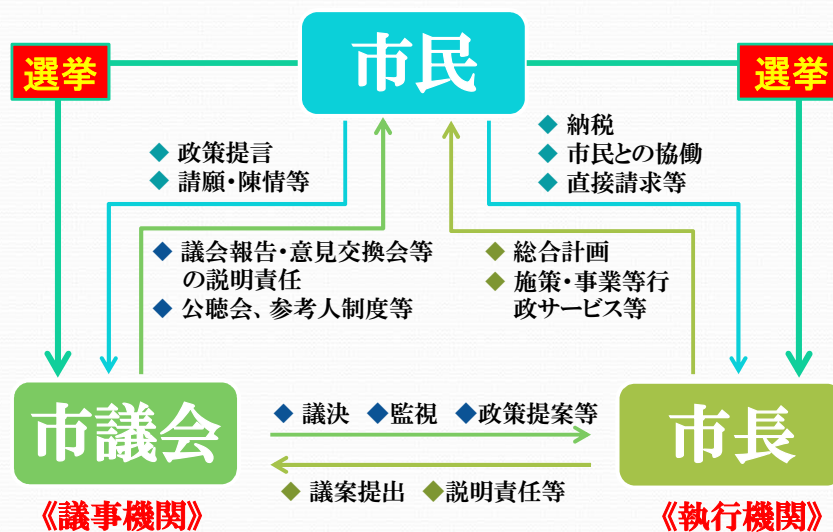 市民
選挙
選挙
◆ 政策提言
◆ 請願・陳情等
◆ 納税
◆ 市民との協働
◆ 直接請求等
◆ 議会報告・意見交換会等
の説明責任
◆ 公聴会、参考人制度等
◆ 総合計画
◆ 施策・事業等行
政サービス等
市議会
◆ 議決 ◆監視 ◆政策提案等
市長
◆ 議案提出 ◆説明責任等
《議事機関》
《執行機関》